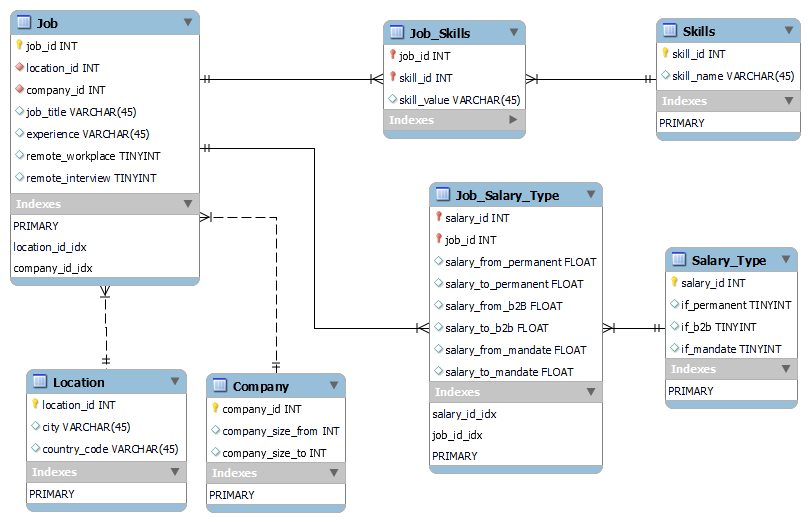 Job
job_id INT
location_id INT
company_id INT
job_title VARCHAR(45)
experience VARCHAR(45)
remote_workplace TINYINT
remote_interview TINYINT
Indexes
PRIMARY
location_id_idx
company_id_idx
Job_Skills
job_id INT
skill_id INT
skill_value VARCHAR(45)
Indexes
Skills
skill_id INT
skill_name VARCHAR(45)
Indexes
PRIMARY
Job_Salary_Type
salary_id INT
job_id INT
salary_from_permanent FLOAT
salary_to_permanent FLOAT
salary_from_b2B FLOAT
salary_to_b2b FLOAT
salary_from_mandate FLOAT
salary_to_mandate FLOAT
Indexes
salary_id_idx
job_id_idx
PRIMARY
Salary_Type
salary_id INT
if_permanent TINYINT
if_b2b TINYINT
if_mandate TINYINT
Indexes
PRIMARY
Location
location_id INT
city VARCHAR(45)
country_code VARCHAR(45)
Indexes
PRIMARY
Company
company_id INT
company_size_from INT
company_size_to INT
Indexes
PRIMARY